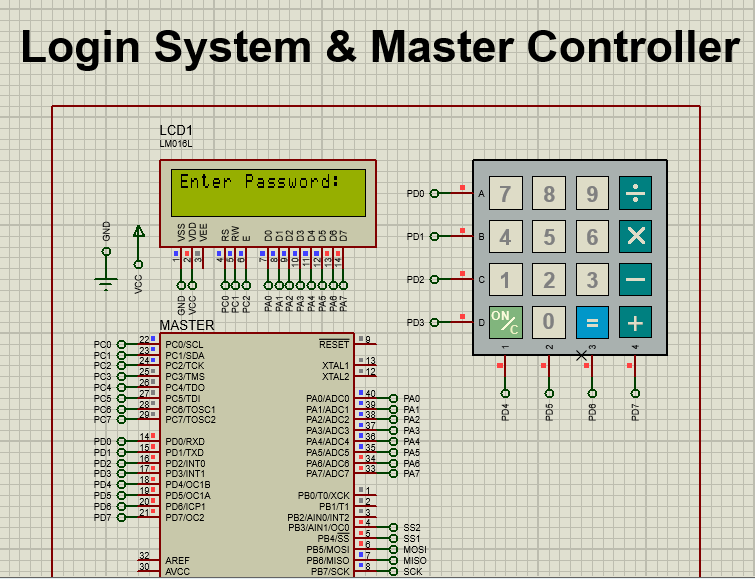 Login System & Master Controller
LCD1
LM016L
Enter Password:
VSS VDD VEE RS RW E D0 D1 D2 D3 D4 D5 D6 D7
1 2 3 4 5 6 7 8 9 10 11 12 13 14
GND VCC
GND VCC PC0 PC1 PC2 PA0 PA1 PA2 PA3 PA4 PA5 PA6 PA7
PD0 A 7 8 9 ÷
PD1 B 4 5 6 ×
PD2 C 1 2 3 −
PD3 D ON/C 0 = +
1 2 3 4
PD4 PD5 PD6 PD7
MASTER
PC0 22 PC0/SCL RESET 9
PC1 23 PC1/SDA
PC2 24 PC2/TCK XTAL1 13
PC3 25 PC3/TMS XTAL2 12
PC4 26 PC4/TDO
PC5 27 PC5/TDI PA0/ADC0 40 PA0
PC6 28 PC6/TOSC1 PA1/ADC1 39 PA1
PC7 29 PC7/TOSC2 PA2/ADC2 38 PA2
PA3/ADC3 37 PA3
PD0 14 PD0/RXD PA4/ADC4 36 PA4
PD1 15 PD1/TXD PA5/ADC5 35 PA5
PD2 16 PD2/INT0 PA6/ADC6 34 PA6
PD3 17 PD3/INT1 PA7/ADC7 33 PA7
PD4 18 PD4/OC1B
PD5 19 PD5/OC1A PB0/T0/XCK 1
PD6 20 PD6/ICP1 PB1/T1 2
PD7 21 PD7/OC2 PB2/AIN0/INT2 3
PB3/AIN1/OC0 4 SS2
PB4/SS 5 SS1
PB5/MOSI 6 MOSI
32 AREF PB6/MISO 7 MISO
30 AVCC PB7/SCK 8 SCK